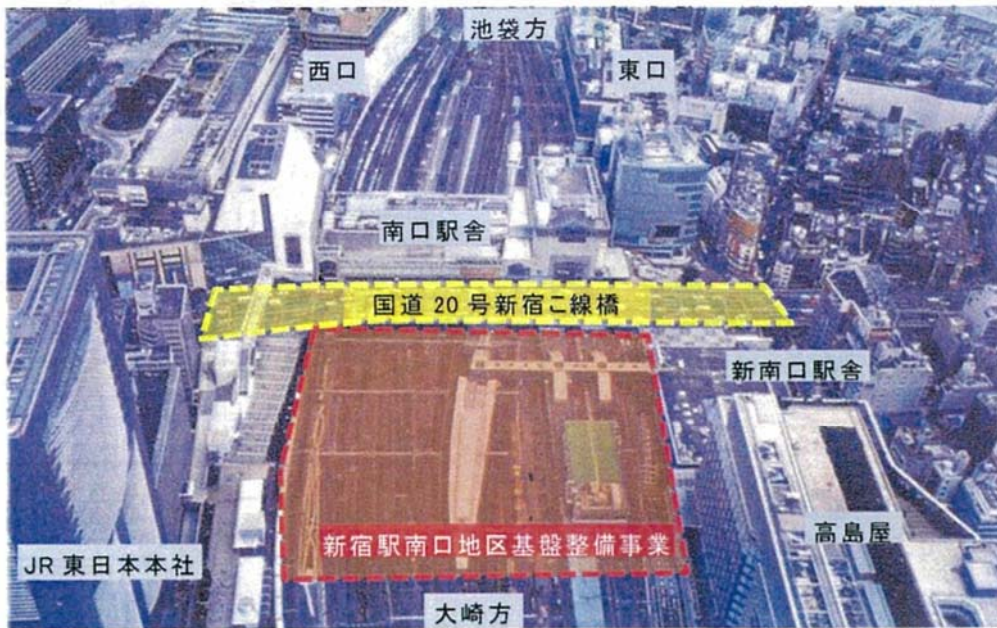 池袋方
西口
東口
南口駅舎
国道20号新宿こ線橋
新南口駅舎
新宿駅南口地区基盤整備事業
高島屋
JR東日本本社
大崎方